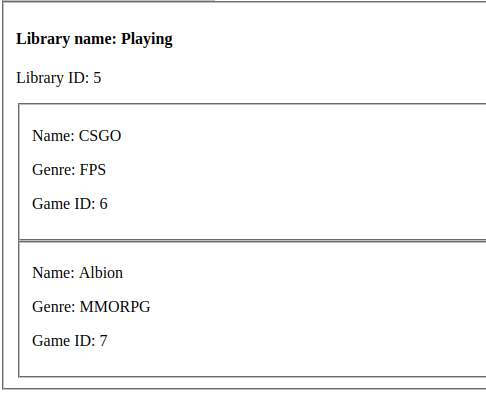 Library name: Playing
Library ID: 5
Name: CSGO
Genre: FPS
Game ID: 6
Name: Albion
Genre: MMORPG
Game ID: 7